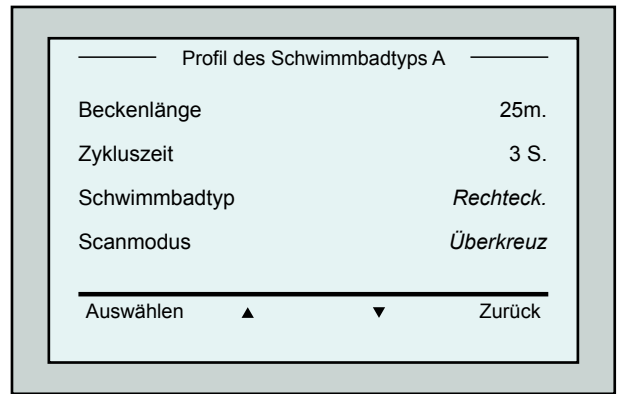 Profil des Schwimmbadtyps A
Beckenlänge 25m.
Zykluszeit 3 S.
Schwimmbadtyp Rechteck.
Scanmodus Überkreuz
Auswählen ▲ ▼ Zurück